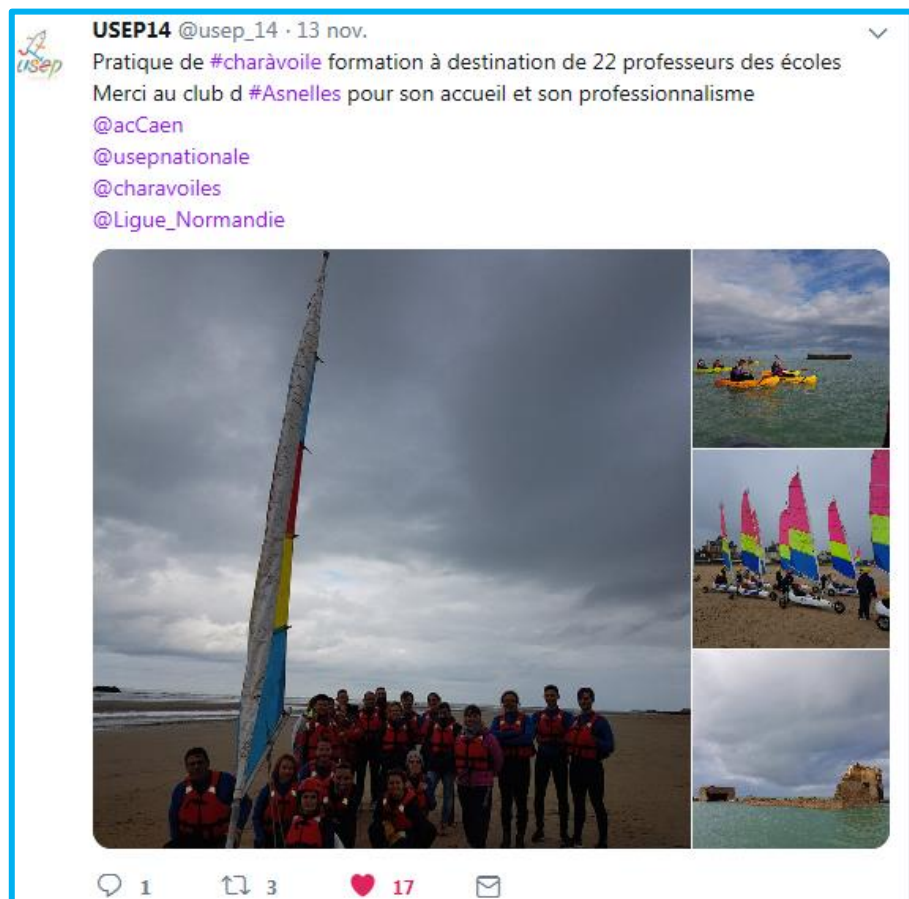 usep
USEP14 @usep_14 · 13 nov.
Pratique de #charàvoile formation à destination de 22 professeurs des écoles
Merci au club d #Asnelles pour son accueil et son professionnalisme
@acCaen
@usepnationale
@charavoiles
@Ligue_Normandie
1 3 17